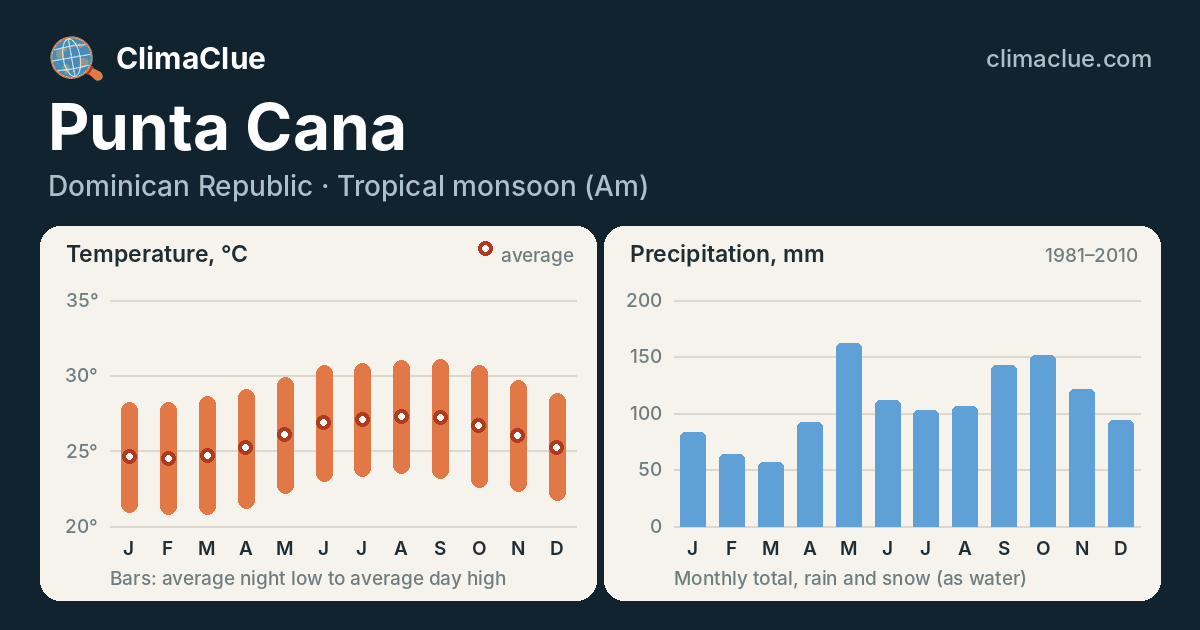 ClimaClue
climaclue.com
Punta Cana
Dominican Republic · Tropical monsoon (Am)
Temperature, °C
average
35°
30°
25°
20°
J F M A M J J A S O N D
Bars: average night low to average day high
Precipitation, mm
1981–2010
200
150
100
50
0
J F M A M J J A S O N D
Monthly total, rain and snow (as water)